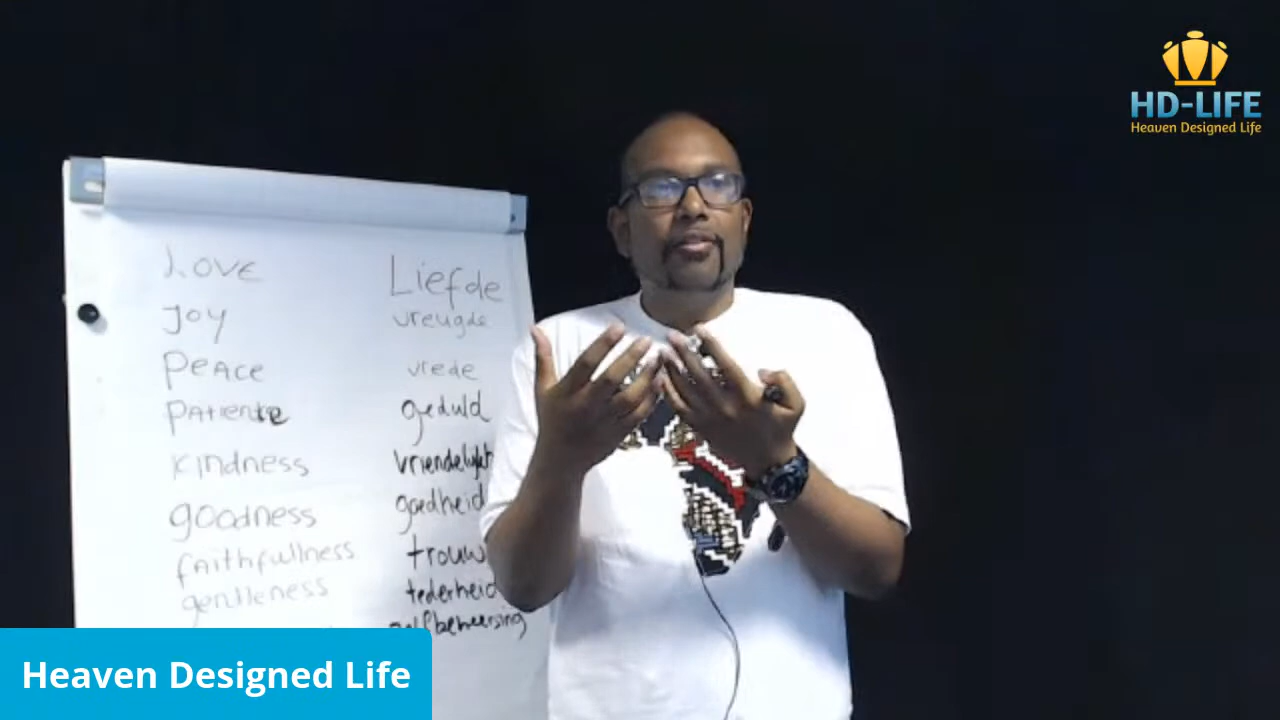 HD-LIFE
Heaven Designed Life
Love Liefde
Joy vreugde
Peace vrede
Patience geduld
kindness
goodness goedheid
faithfullness trouw
gentleness tederheid
Heaven Designed Life